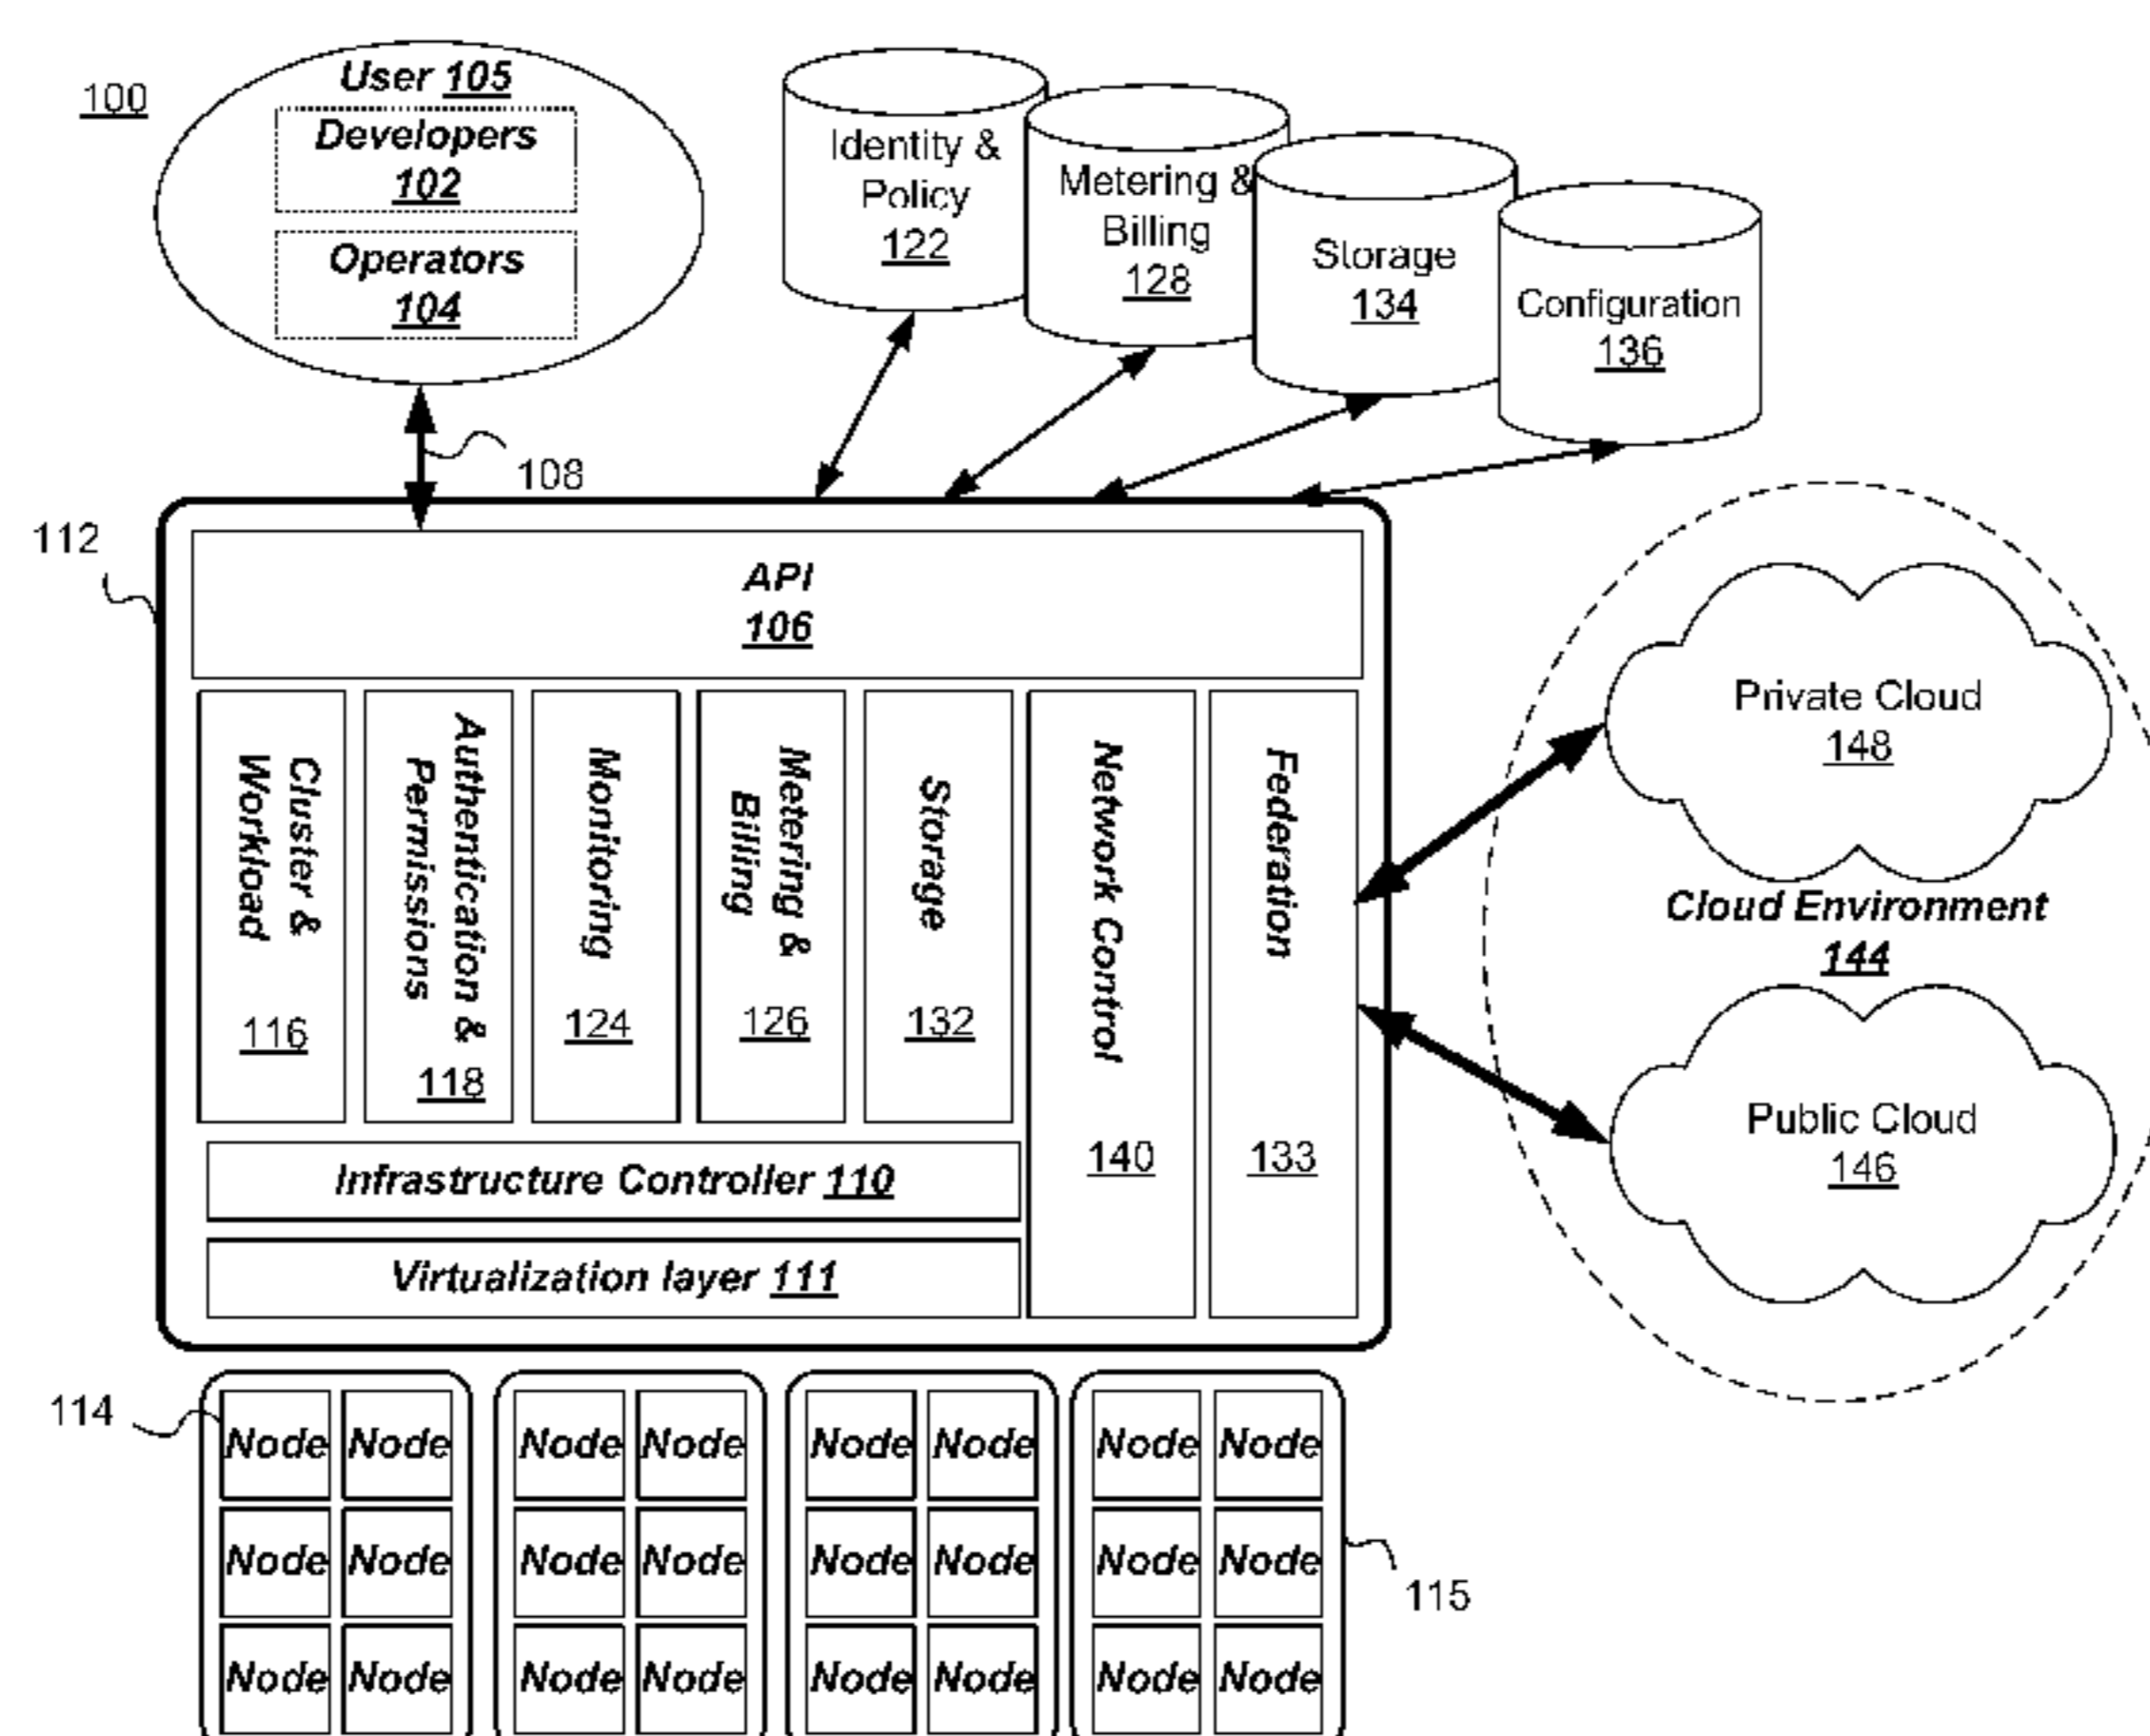 100
User 105
Developers
102
Operators
104
Identity &
Policy
122
Metering &
Billing
128
Storage
134
Configuration
136
108
112
API
106
Cluster &
Workload
116
Authentication &
Permissions
118
Monitoring
124
Metering &
Billing
126
Storage
132
Network Control
140
Federation
133
Infrastructure Controller 110
Virtualization layer 111
Private Cloud
148
Cloud Environment
144
Public Cloud
146
114
Node Node Node Node Node Node Node Node
Node Node Node Node Node Node Node Node
115
Node Node Node Node Node Node Node Node